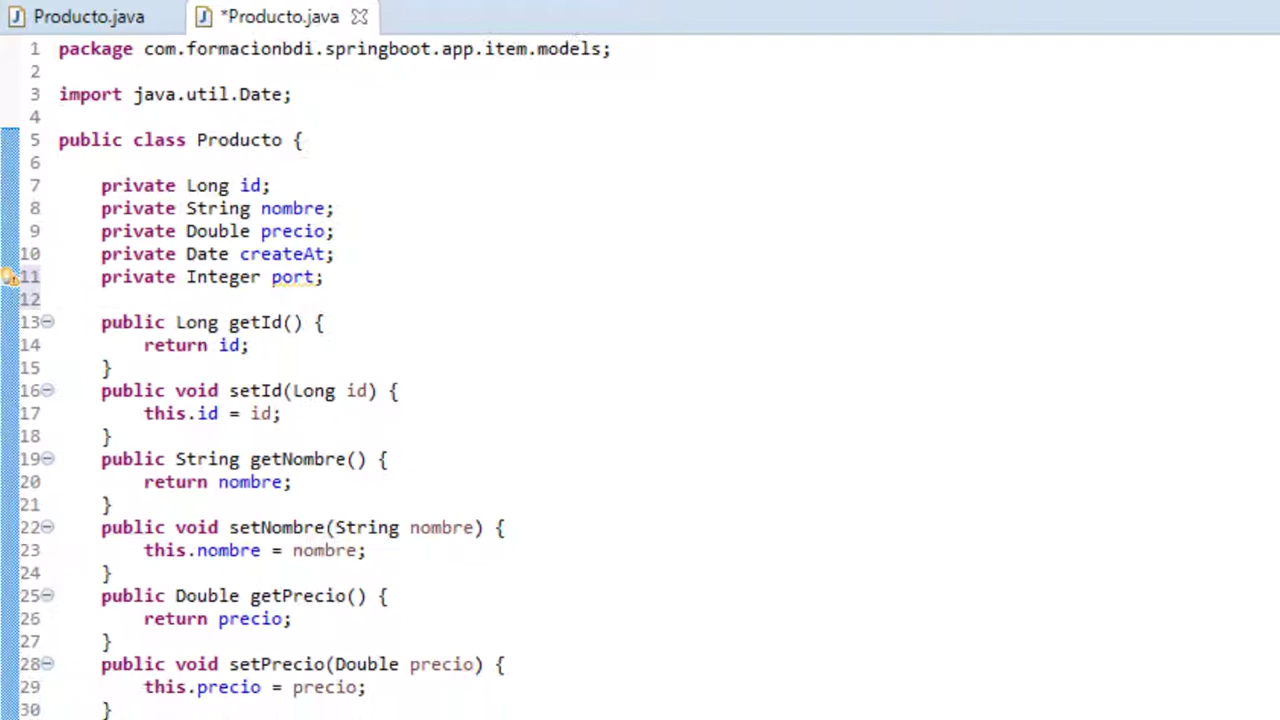 Producto.java *Producto.java
1 package com.formacionbdi.springboot.app.item.models;
2
3 import java.util.Date;
4
5 public class Producto {
6
7 private Long id;
8 private String nombre;
9 private Double precio;
10 private Date createAt;
11 private Integer port;
12
13 public Long getId() {
14 return id;
15 }
16 public void setId(Long id) {
17 this.id = id;
18 }
19 public String getNombre() {
20 return nombre;
21 }
22 public void setNombre(String nombre) {
23 this.nombre = nombre;
24 }
25 public Double getPrecio() {
26 return precio;
27 }
28 public void setPrecio(Double precio) {
29 this.precio = precio;
30 }